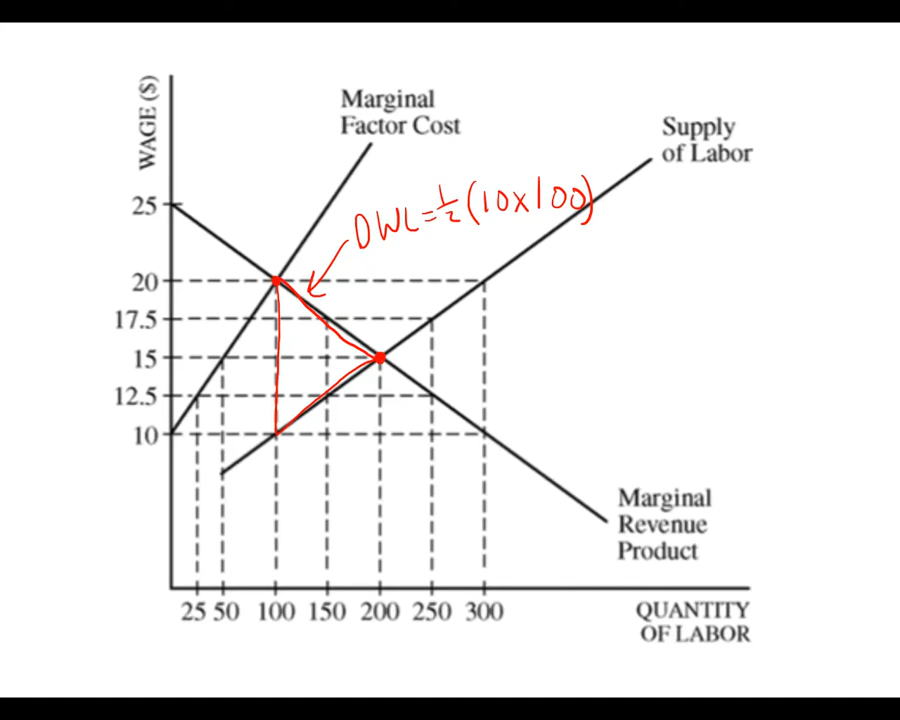 WAGE ($)
Marginal
Factor Cost
Supply
of Labor
DWL=½(10x100)
25
20
17.5
15
12.5
10
Marginal
Revenue
Product
25 50 100 150 200 250 300
QUANTITY
OF LABOR